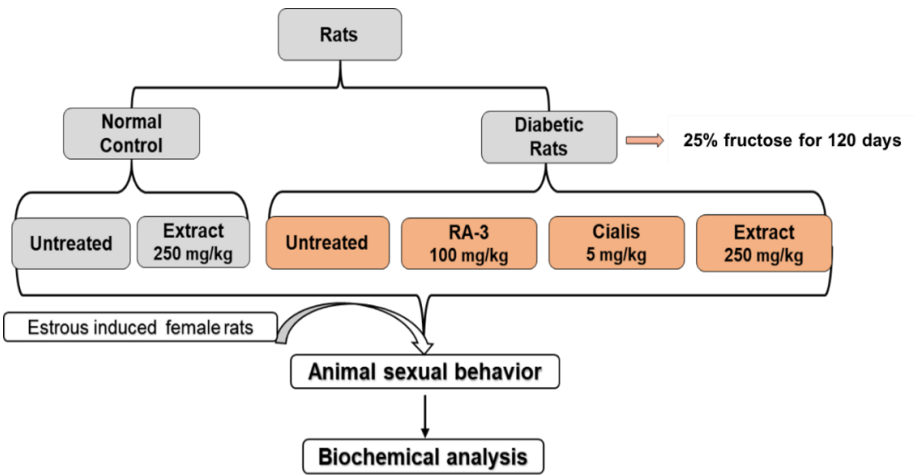 Rats
Normal
Control
Diabetic
Rats
25% fructose for 120 days
Untreated
Extract
250 mg/kg
Untreated
RA-3
100 mg/kg
Cialis
5 mg/kg
Extract
250 mg/kg
Estrous induced female rats
Animal sexual behavior
Biochemical analysis